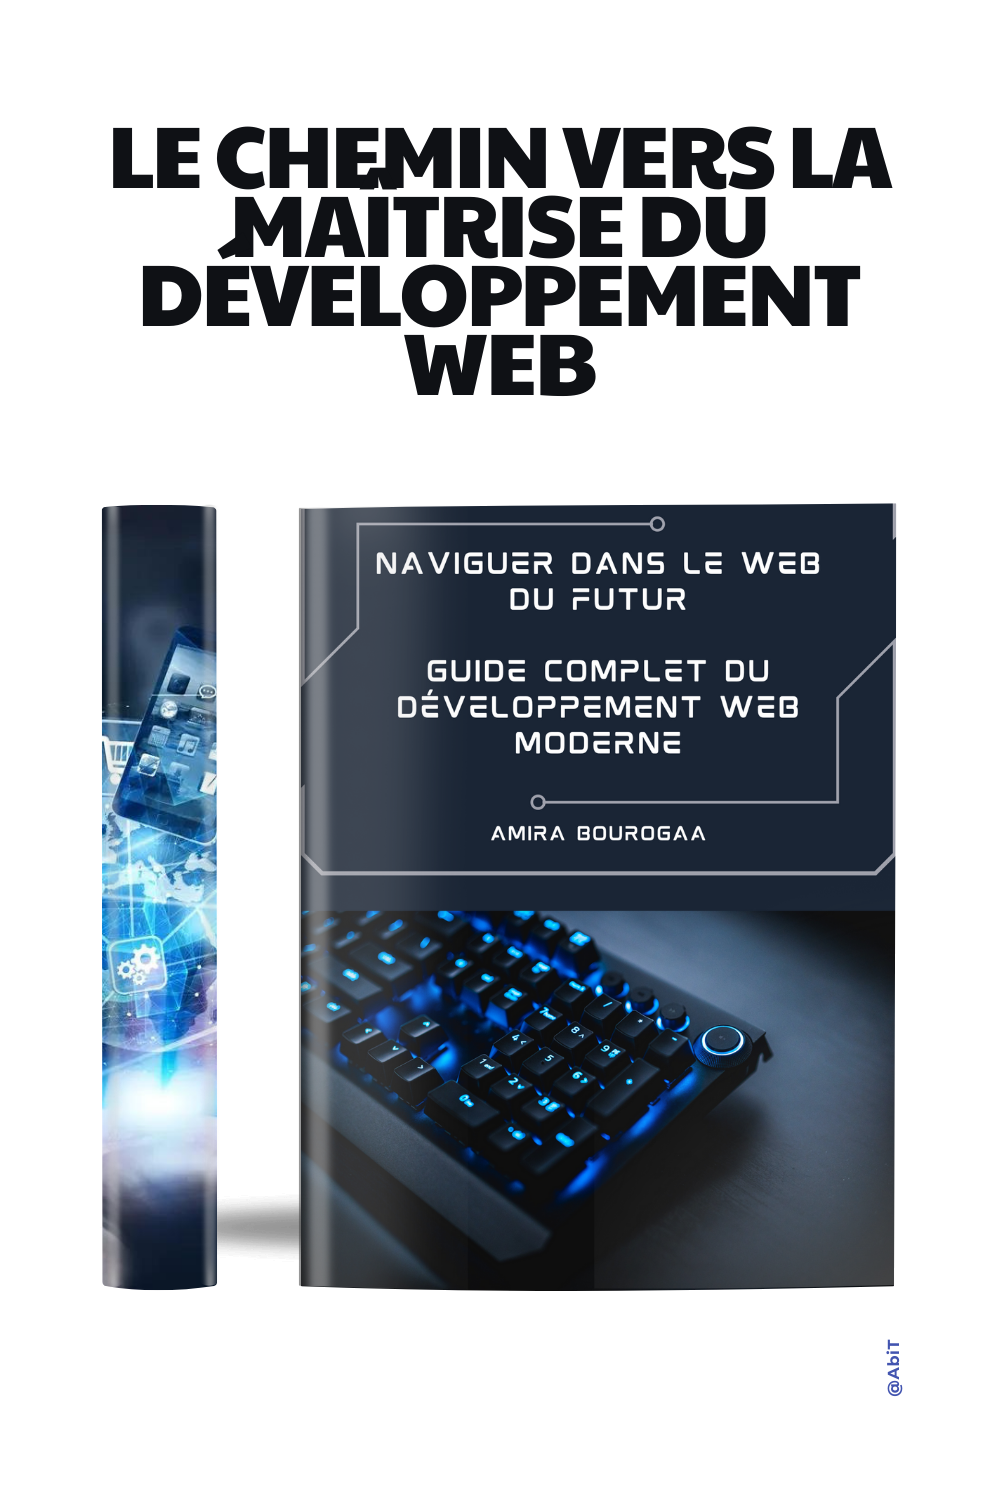 LE CHEMIN VERS LA
MAÎTRISE DU
DÉVELOPPEMENT
WEB
NAVIGUER DANS LE WEB
DU FUTUR
GUIDE COMPLET DU
DÉVELOPPEMENT WEB
MODERNE
AMIRA BOUROGAA
@AbiT